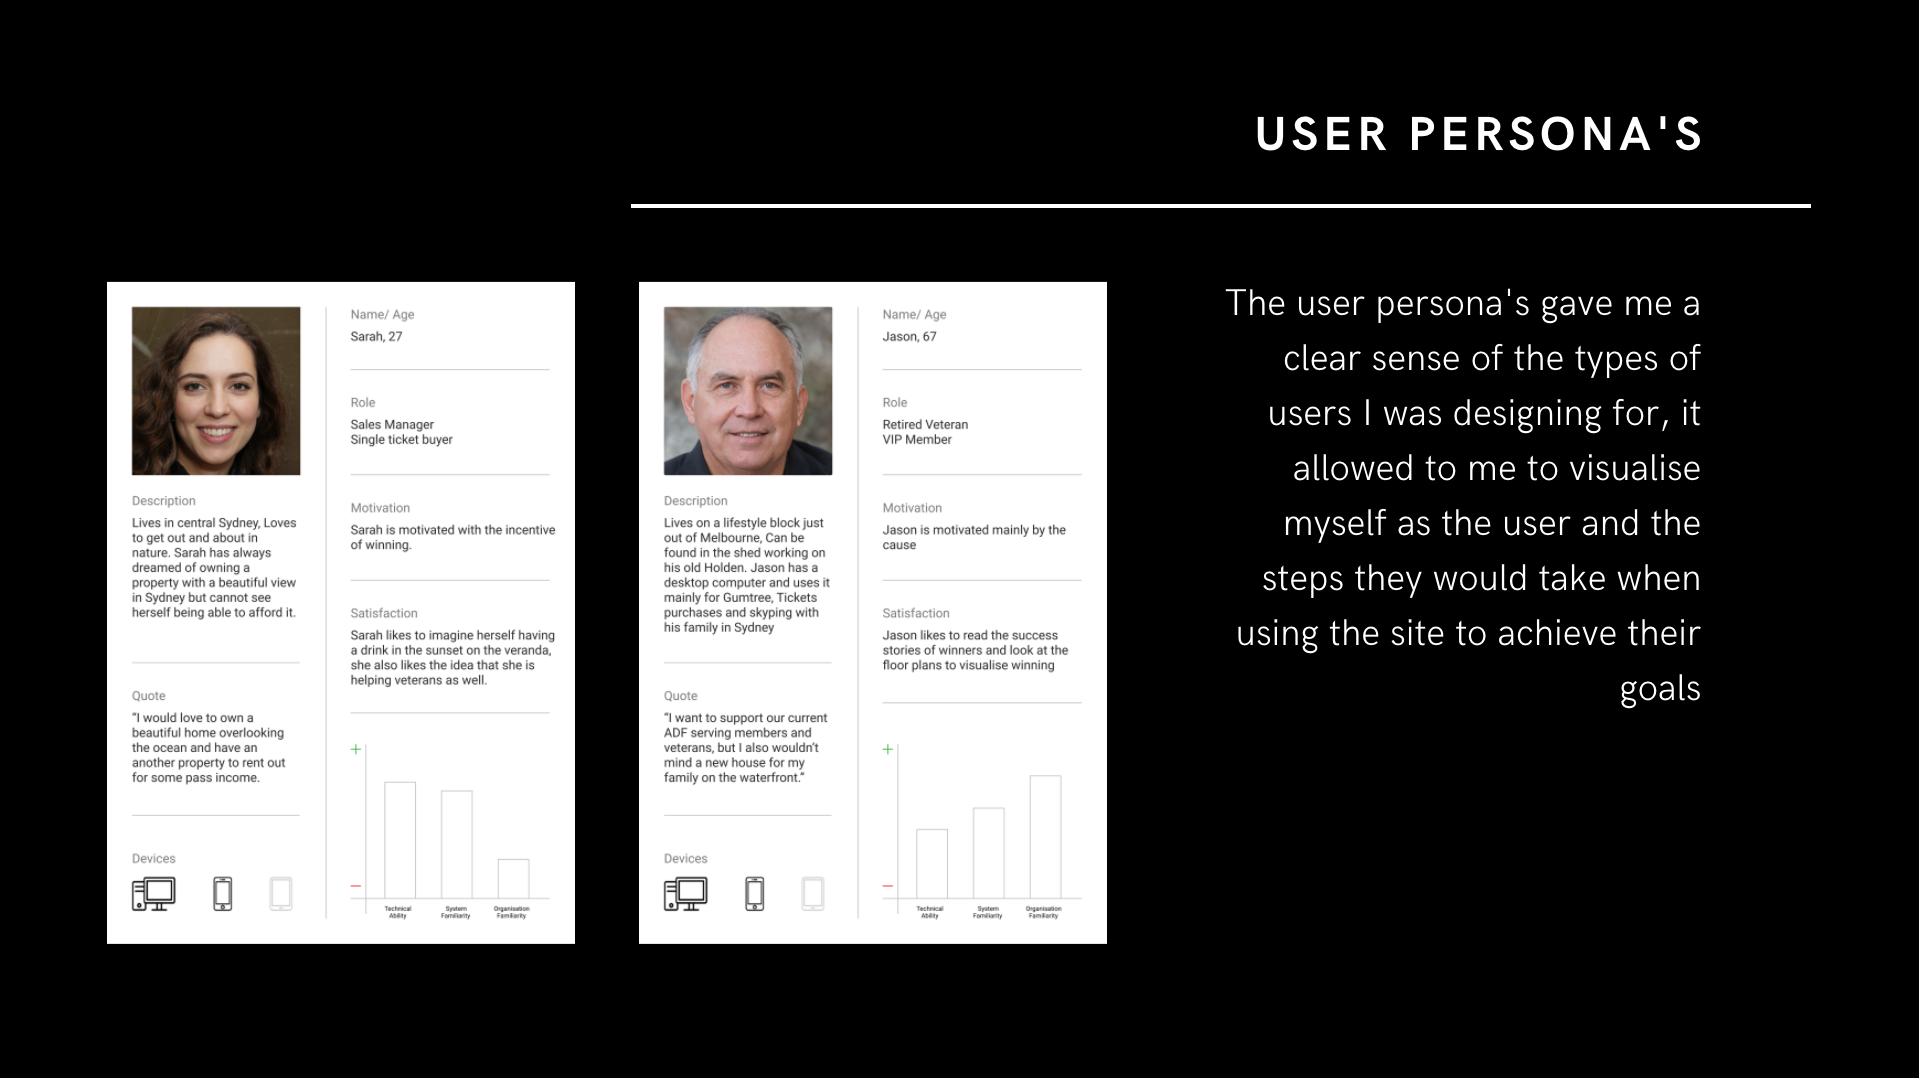 USER PERSONA'S
Name/ Age
Sarah, 27
Role
Sales Manager
Single ticket buyer
Description
Lives in central Sydney, Loves
to get out and about in
nature. Sarah has always
dreamed of owning a
property with a beautiful view
in Sydney but cannot see
herself being able to afford it.
Motivation
Sarah is motivated with the incentive
of winning.
Satisfaction
Sarah likes to imagine herself having
a drink in the sunset on the veranda,
she also likes the idea that she is
helping veterans as well.
Quote
“I would love to own a
beautiful home overlooking
the ocean and have an
another property to rent out
for some pass income.
Devices
+
−
Technical
Ability
System
Familiarity
Organisation
Familiarity
Name/ Age
Jason, 67
Role
Retired Veteran
VIP Member
Description
Lives on a lifestyle block just
out of Melbourne, Can be
found in the shed working on
his old Holden. Jason has a
desktop computer and uses it
mainly for Gumtree, Tickets
purchases and skyping with
his family in Sydney
Motivation
Jason is motivated mainly by the
cause
Satisfaction
Jason likes to read the success
stories of winners and look at the
floor plans to visualise winning
Quote
“I want to support our current
ADF serving members and
veterans, but I also wouldn’t
mind a new house for my
family on the waterfront.”
Devices
+
−
Technical
Ability
System
Familiarity
Organisation
Familiarity
The user persona's gave me a
clear sense of the types of
users I was designing for, it
allowed to me to visualise
myself as the user and the
steps they would take when
using the site to achieve their
goals